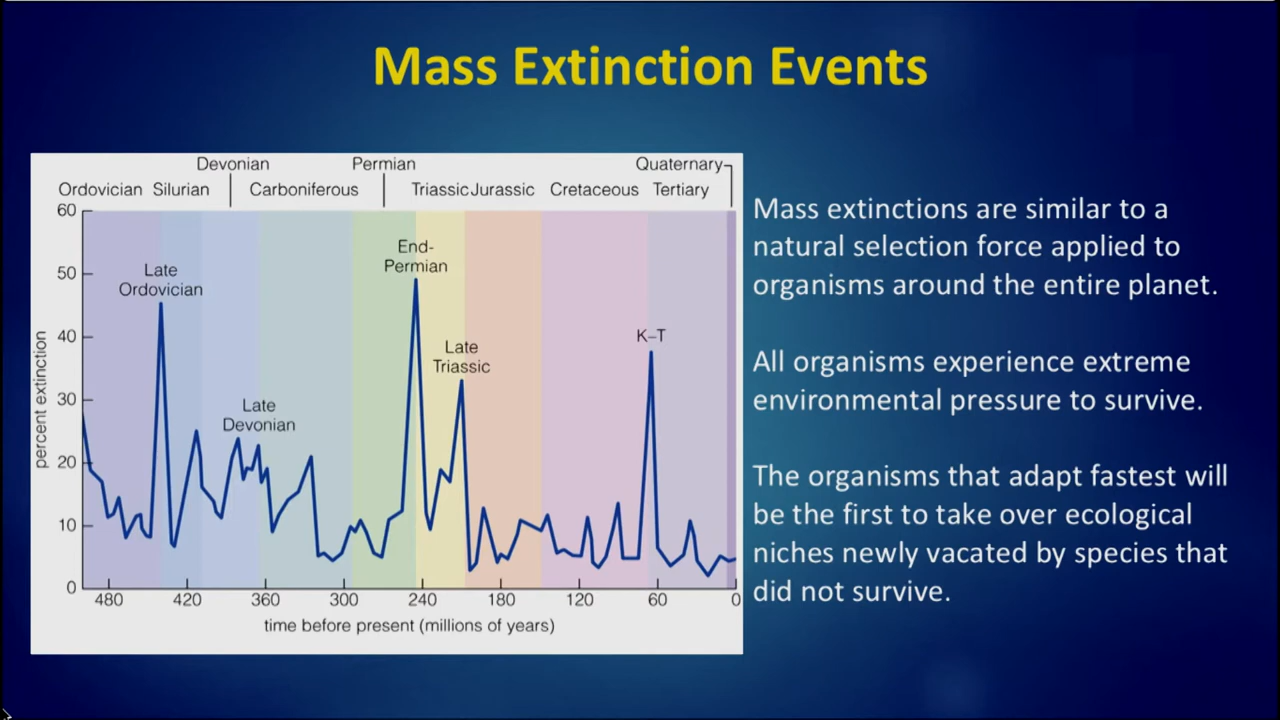 Mass Extinction Events
Devonian Permian Quaternary
Ordovician Silurian Carboniferous Triassic Jurassic Cretaceous Tertiary
60
50
40
30
20
10
0
percent extinction
Late
Ordovician
Late
Devonian
End-
Permian
Late
Triassic
K–T
480 420 360 300 240 180 120 60 0
time before present (millions of years)
Mass extinctions are similar to a
natural selection force applied to
organisms around the entire planet.
All organisms experience extreme
environmental pressure to survive.
The organisms that adapt fastest will
be the first to take over ecological
niches newly vacated by species that
did not survive.